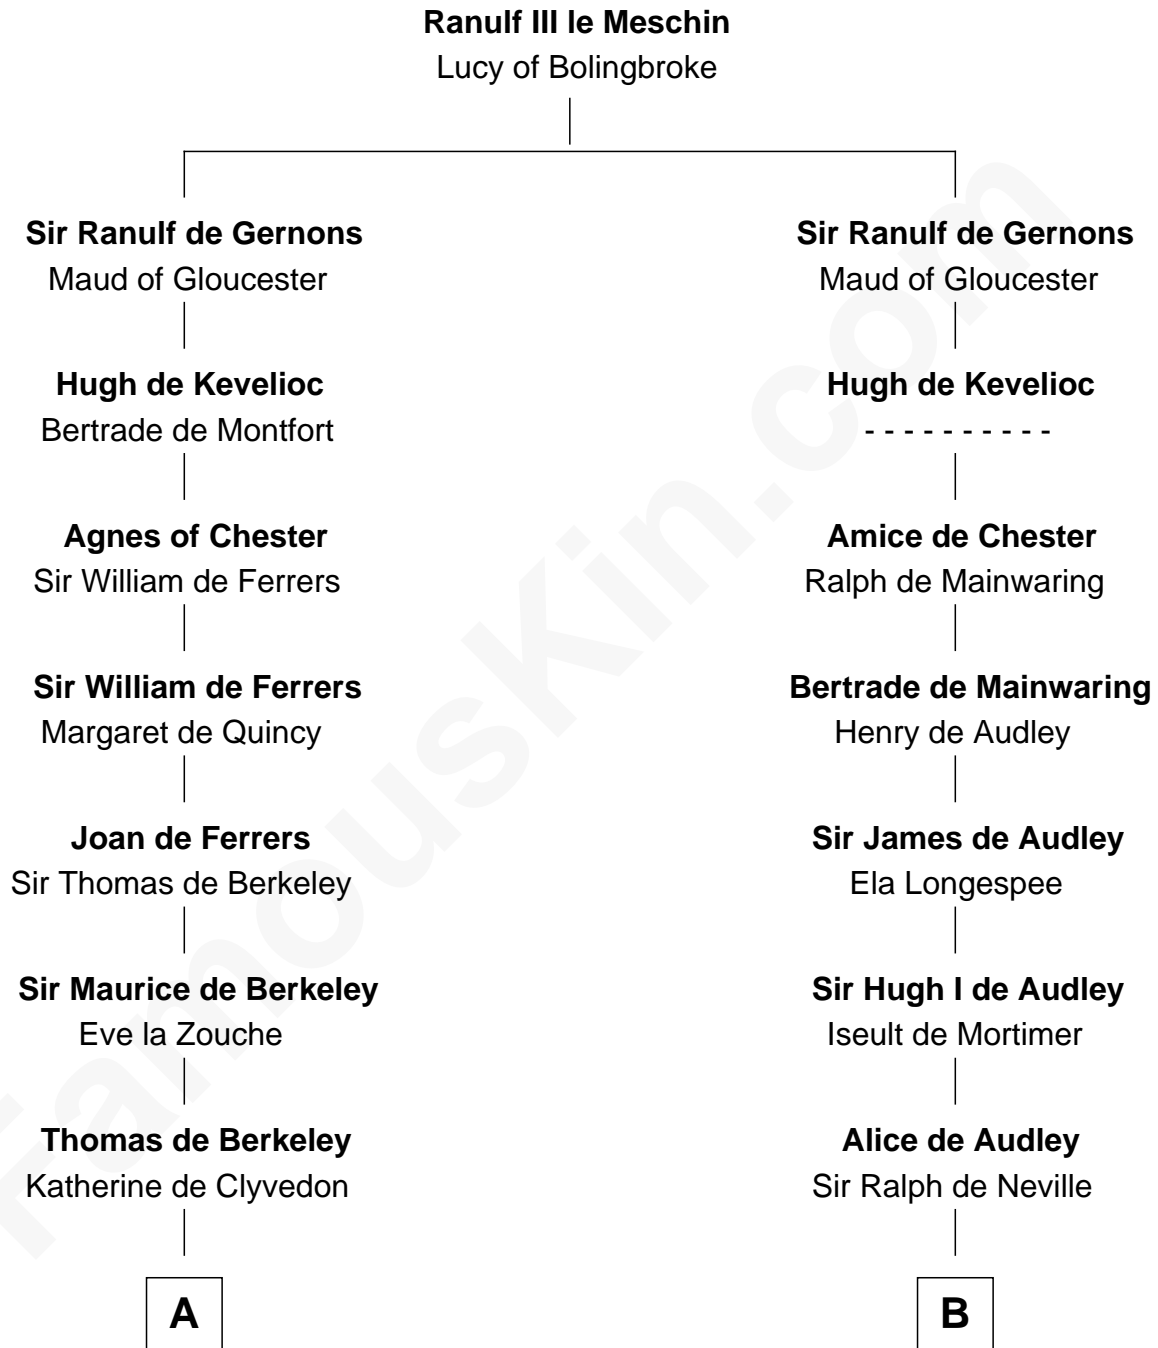 Ranulf III le Meschin
Lucy of Bolingbroke
Sir Ranulf de Gernons
Maud of Gloucester
Hugh de Kevelioc
Bertrade de Montfort
Agnes of Chester
Sir William de Ferrers
Sir William de Ferrers
Margaret de Quincy
Joan de Ferrers
Sir Thomas de Berkeley
Sir Maurice de Berkeley
Eve la Zouche
Thomas de Berkeley
Katherine de Clyvedon
A
Sir Ranulf de Gernons
Maud of Gloucester
Hugh de Kevelioc
- - - - - - - - - -
Amice de Chester
Ralph de Mainwaring
Bertrade de Mainwaring
Henry de Audley
Sir James de Audley
Ela Longespee
Sir Hugh I de Audley
Iseult de Mortimer
Alice de Audley
Sir Ralph de Neville
B
FamousKin.com